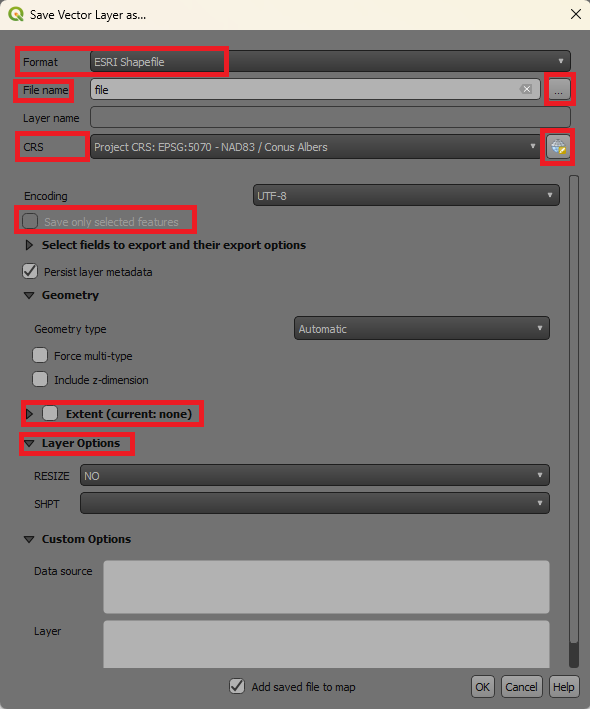 Save Vector Layer as...
Format ESRI Shapefile
File name file ...
Layer name
CRS Project CRS: EPSG:5070 - NAD83 / Conus Albers
Encoding UTF-8
Save only selected features
Select fields to export and their export options
Persist layer metadata
Geometry
Geometry type Automatic
Force multi-type
Include z-dimension
Extent (current: none)
Layer Options
RESIZE NO
SHPT
Custom Options
Data source
Layer
Add saved file to map OK Cancel Help